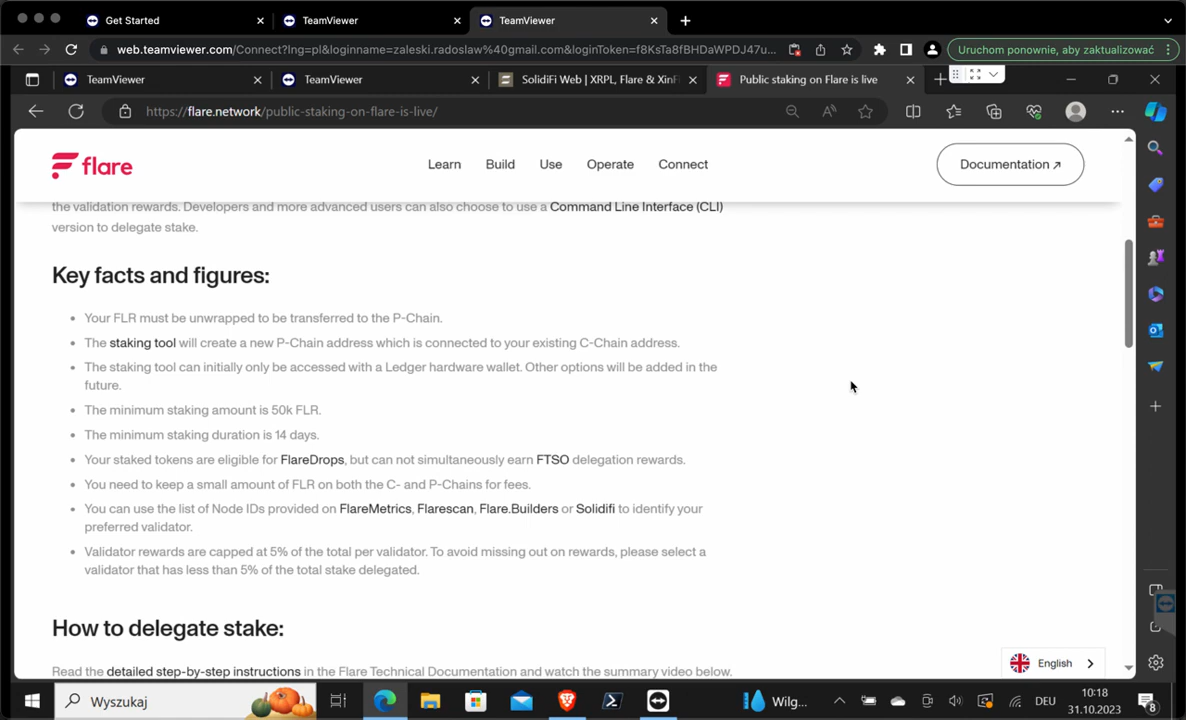 Get Started
TeamViewer
TeamViewer
web.teamviewer.com/Connect?lng=pl&loginname=zaleski.radoslaw%40gmail.com&loginToken=f8KsTa8fBHDaWPDJ47u...
Uruchom ponownie, aby zaktualizować
TeamViewer
TeamViewer
SolidiFi Web | XRPL, Flare & XinFi
Public staking on Flare is live
https://flare.network/public-staking-on-flare-is-live/
flare
Learn
Build
Use
Operate
Connect
Documentation ↗
the validation rewards. Developers and more advanced users can also choose to use a Command Line Interface (CLI)
version to delegate stake.
Key facts and figures:
• Your FLR must be unwrapped to be transferred to the P-Chain.
• The staking tool will create a new P-Chain address which is connected to your existing C-Chain address.
• The staking tool can initially only be accessed with a Ledger hardware wallet. Other options will be added in the
future.
• The minimum staking amount is 50k FLR.
• The minimum staking duration is 14 days.
• Your staked tokens are eligible for FlareDrops, but can not simultaneously earn FTSO delegation rewards.
• You need to keep a small amount of FLR on both the C- and P-Chains for fees.
• You can use the list of Node IDs provided on FlareMetrics, Flarescan, Flare.Builders or Solidifi to identify your
preferred validator.
• Validator rewards are capped at 5% of the total per validator. To avoid missing out on rewards, please select a
validator that has less than 5% of the total stake delegated.
How to delegate stake:
Read the detailed step-by-step instructions in the Flare Technical Documentation and watch the summary video below.
English
Wyszukaj
Wilg...
DEU
10:18
31.10.2023
8